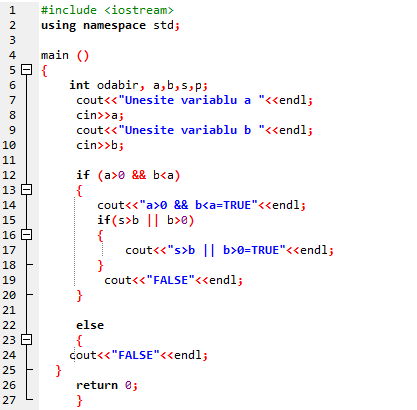 1 #include <iostream>
2 using namespace std;
3
4 main ()
5 {
6 int odabir, a,b,s,p;
7 cout<<"Unesite variablu a "<<endl;
8 cin>>a;
9 cout<<"Unesite variablu b "<<endl;
10 cin>>b;
11
12 if (a>0 && b<a)
13 {
14 cout<<"a>0 && b<a=TRUE"<<endl;
15 if(s>b || b>0)
16 {
17 cout<<"s>b || b>0=TRUE"<<endl;
18 }
19 cout<<"FALSE"<<endl;
20 }
21
22 else
23 {
24 cout<<"FALSE"<<endl;
25 }
26 return 0;
27 }